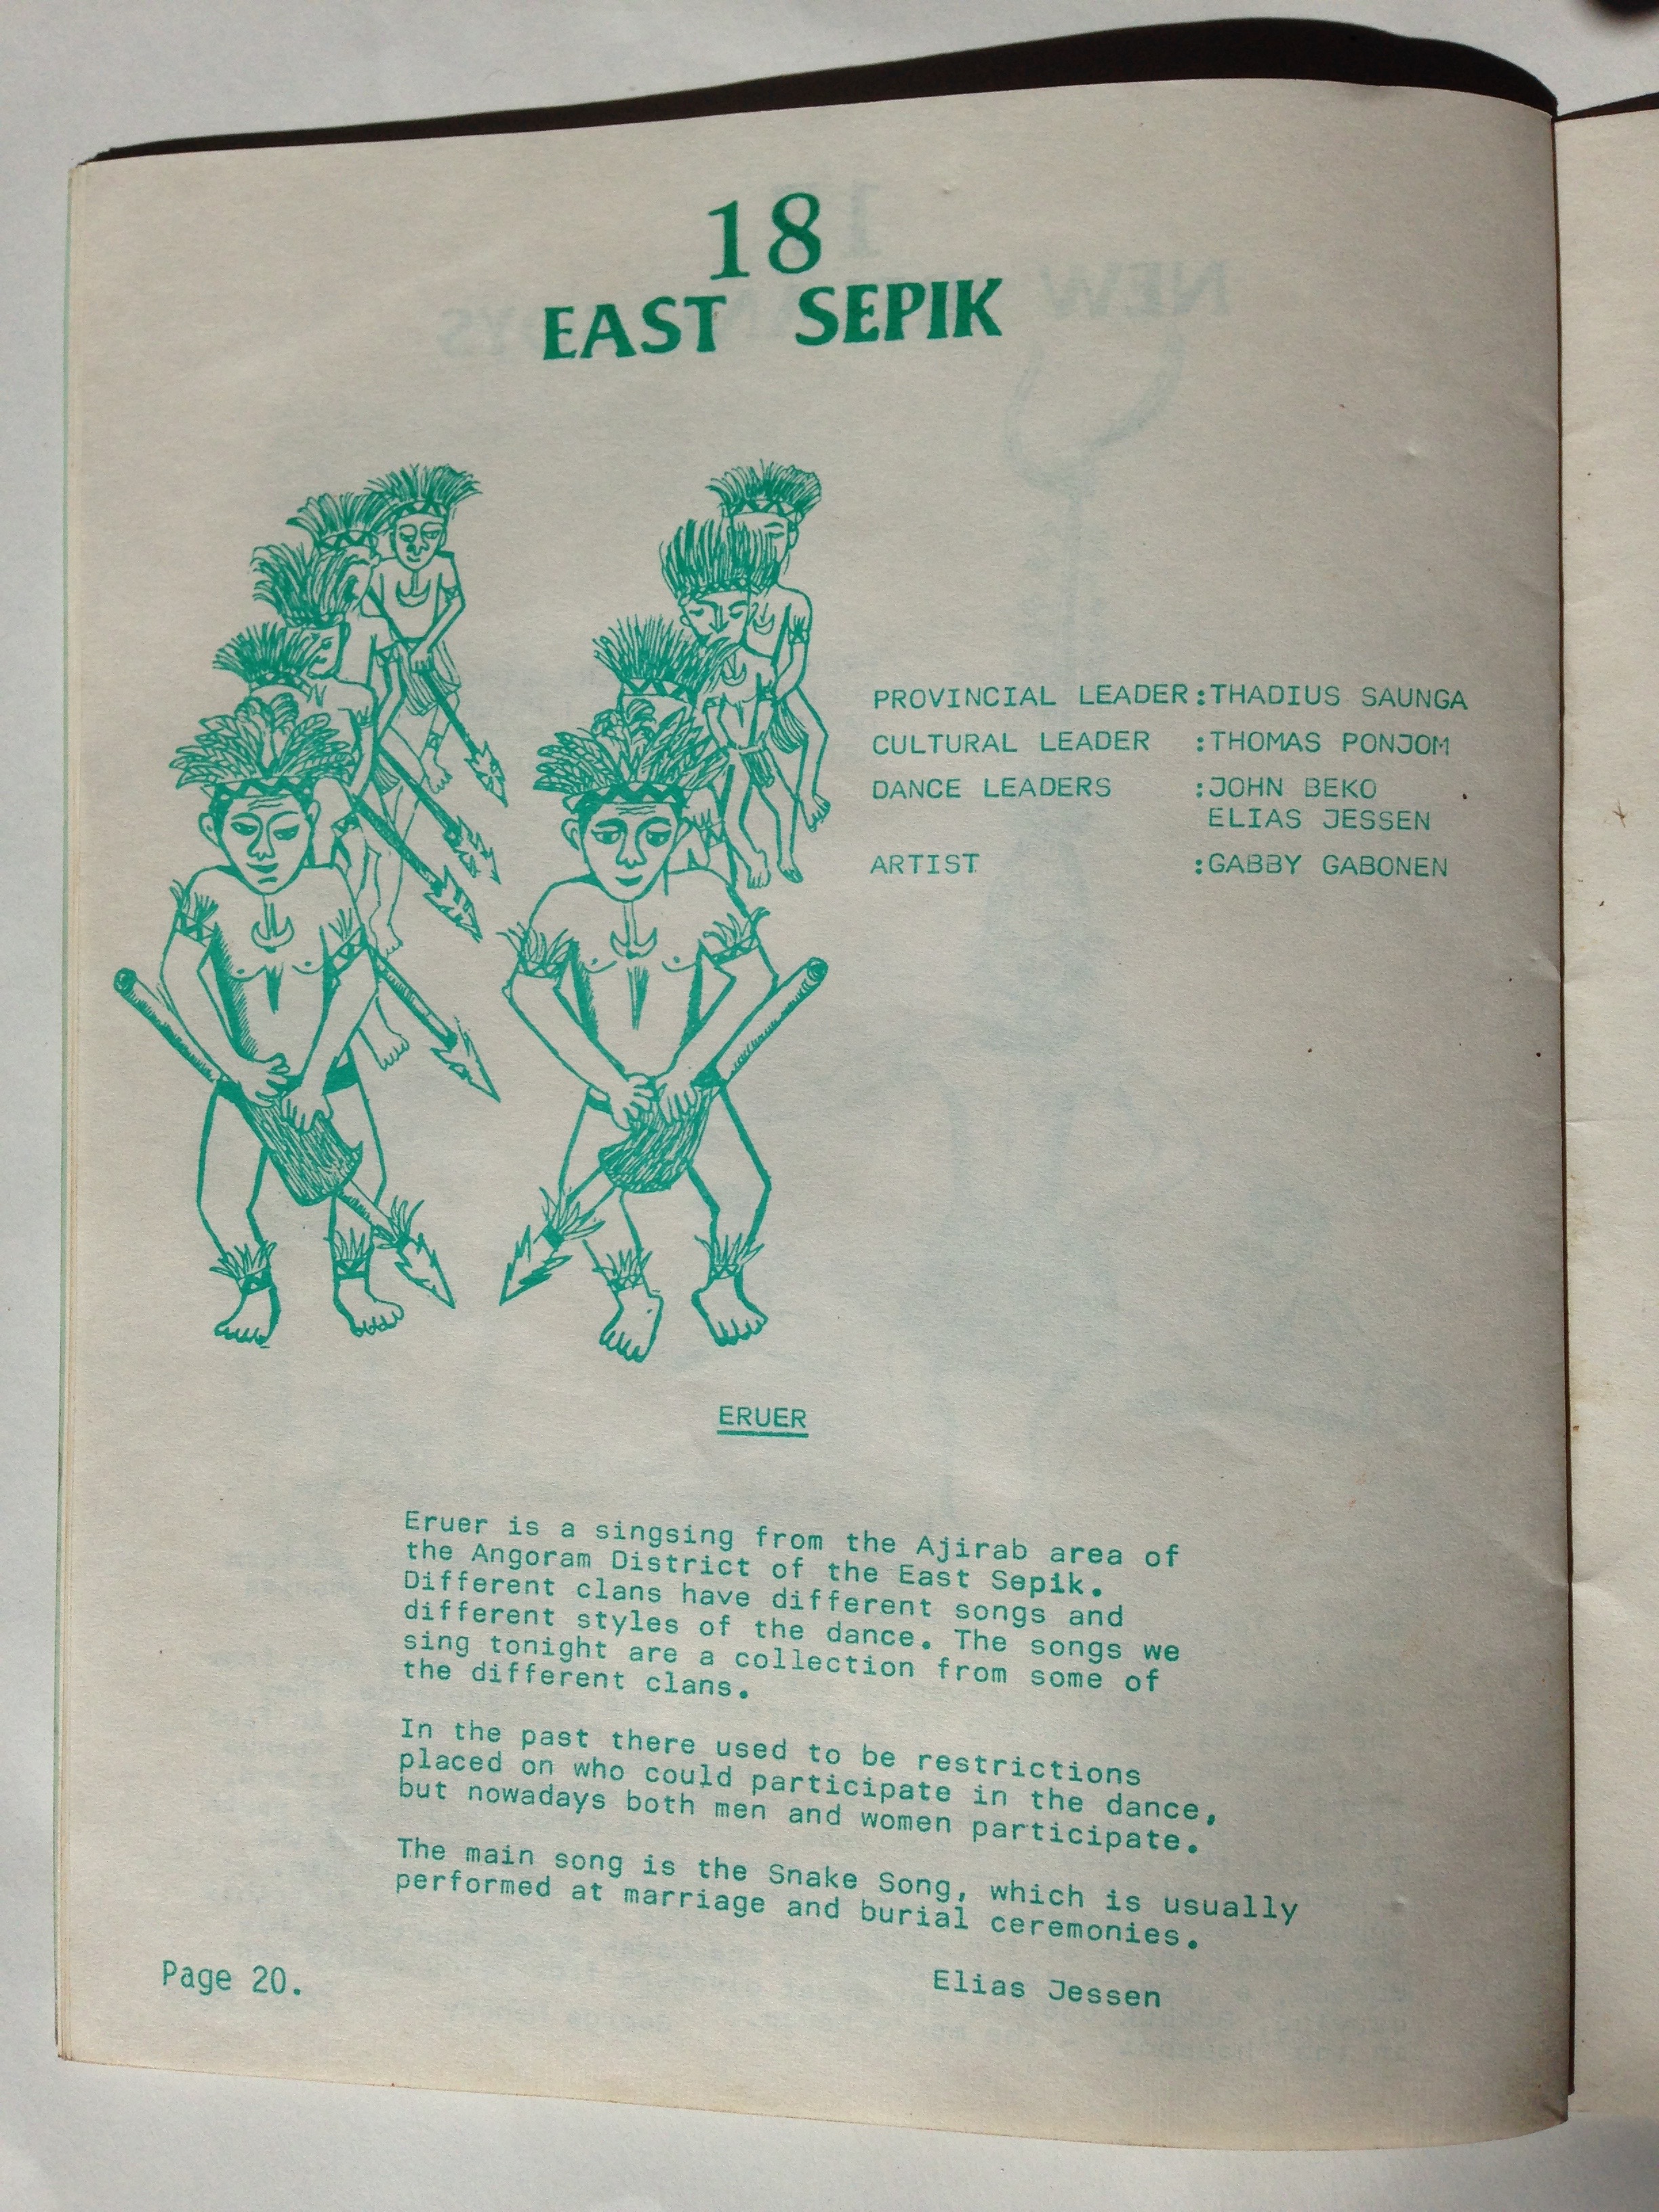 18
EAST SEPIK
PROVINCIAL LEADER:THADIUS SAUNGA
CULTURAL LEADER :THOMAS PONJOM
DANCE LEADERS :JOHN BEKO
ELIAS JESSEN
ARTIST :GABBY GABONEN
ERUER
Eruer is a singsing from the Ajirab area of
the Angoram District of the East Sepik.
Different clans have different songs and
different styles of the dance. The songs we
sing tonight are a collection from some of
the different clans.
In the past there used to be restrictions
placed on who could participate in the dance,
but nowadays both men and women participate.
The main song is the Snake Song, which is usually
performed at marriage and burial ceremonies.
Elias Jessen
Page 20.